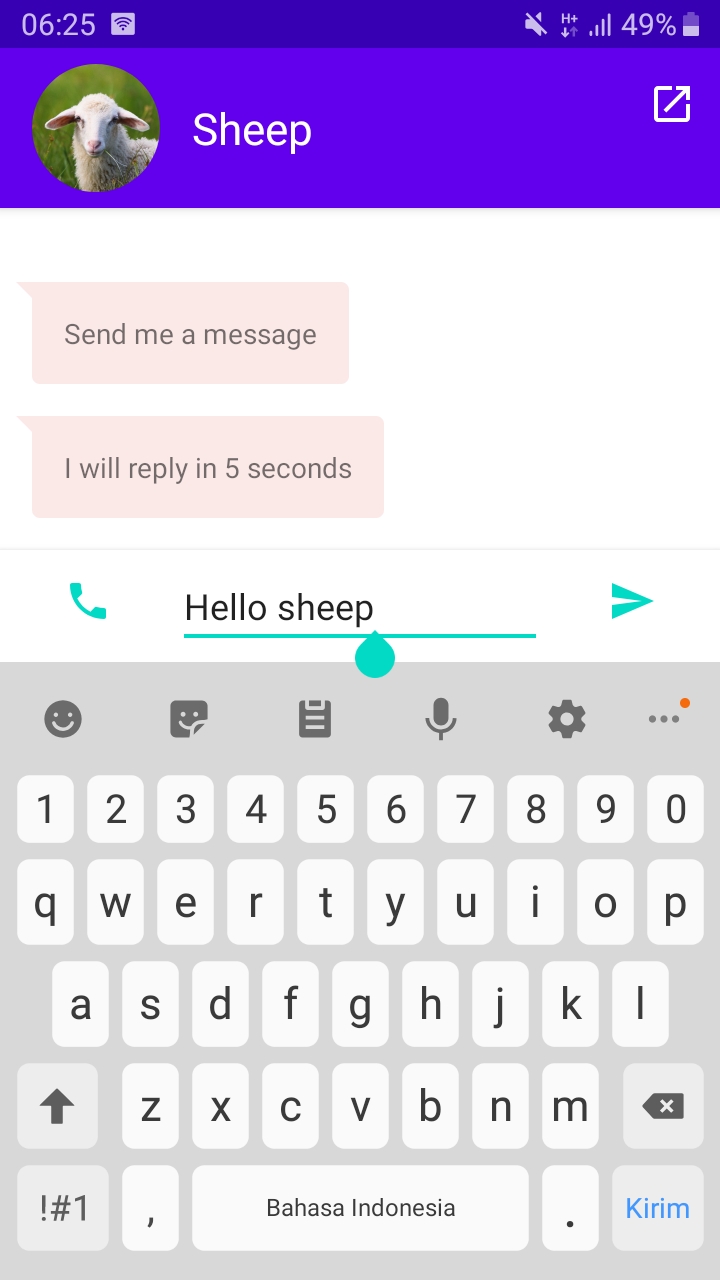 06:25
H+ 49%
Sheep
Send me a message
I will reply in 5 seconds
Hello sheep
1 2 3 4 5 6 7 8 9 0
q w e r t y u i o p
a s d f g h j k l
z x c v b n m
!#1 , Bahasa Indonesia . Kirim